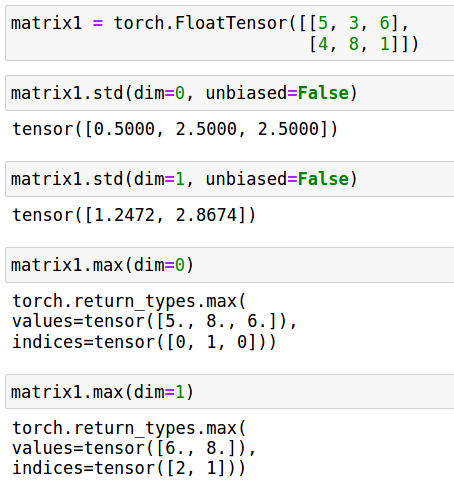 matrix1 = torch.FloatTensor([[5, 3, 6],
                             [4, 8, 1]])
matrix1.std(dim=0, unbiased=False)
tensor([0.5000, 2.5000, 2.5000])
matrix1.std(dim=1, unbiased=False)
tensor([1.2472, 2.8674])
matrix1.max(dim=0)
torch.return_types.max(
values=tensor([5., 8., 6.]),
indices=tensor([0, 1, 0]))
matrix1.max(dim=1)
torch.return_types.max(
values=tensor([6., 8.]),
indices=tensor([2, 1]))